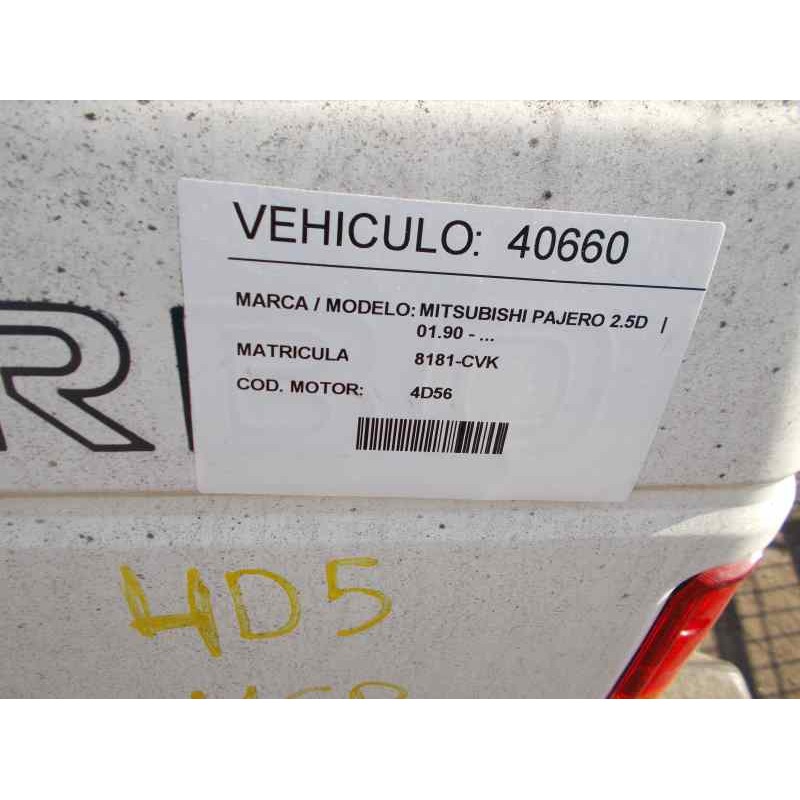 VEHICULO: 40660
MARCA / MODELO: MITSUBISHI PAJERO 2.5D |
01.90 - ...
MATRICULA 8181-CVK
COD. MOTOR: 4D56
R
4D5